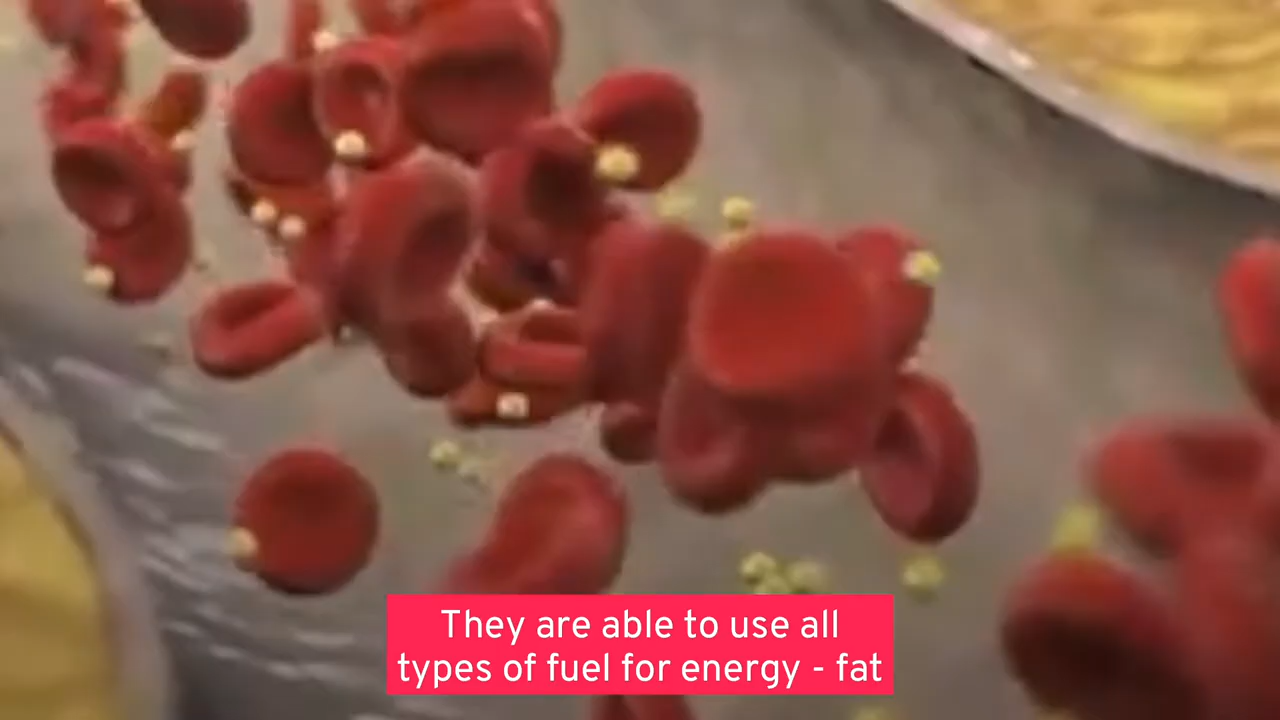 They are able to use all
types of fuel for energy - fat